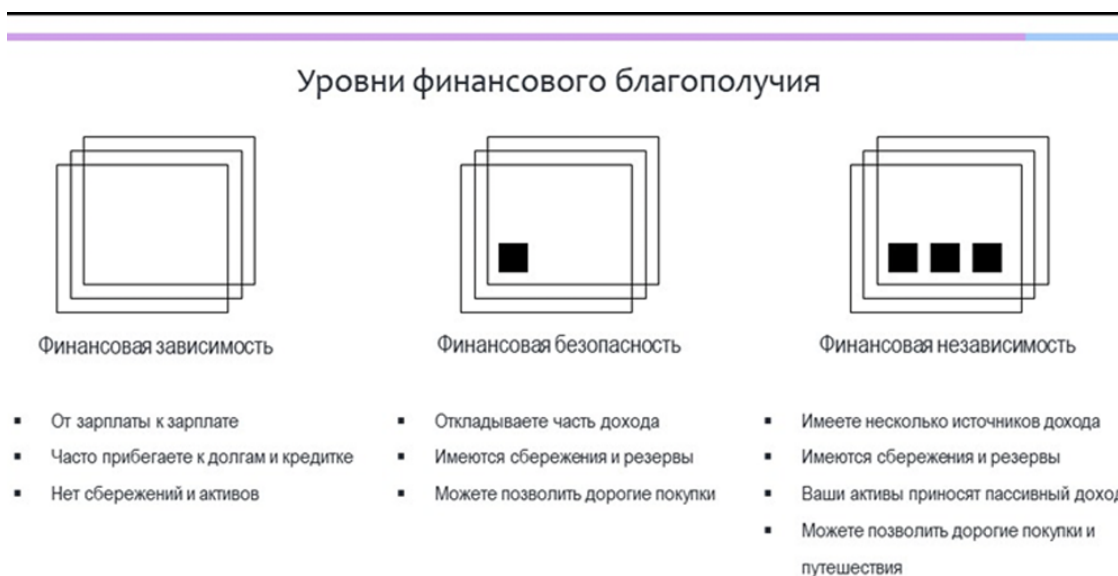 Уровни финансового благополучия
Финансовая зависимость
▪ От зарплаты к зарплате
▪ Часто прибегаете к долгам и кредитке
▪ Нет сбережений и активов
Финансовая безопасность
▪ Откладываете часть дохода
▪ Имеются сбережения и резервы
▪ Можете позволить дорогие покупки
Финансовая независимость
▪ Имеете несколько источников дохода
▪ Имеются сбережения и резервы
▪ Ваши активы приносят пассивный доход
▪ Можете позволить дорогие покупки и
путешествия